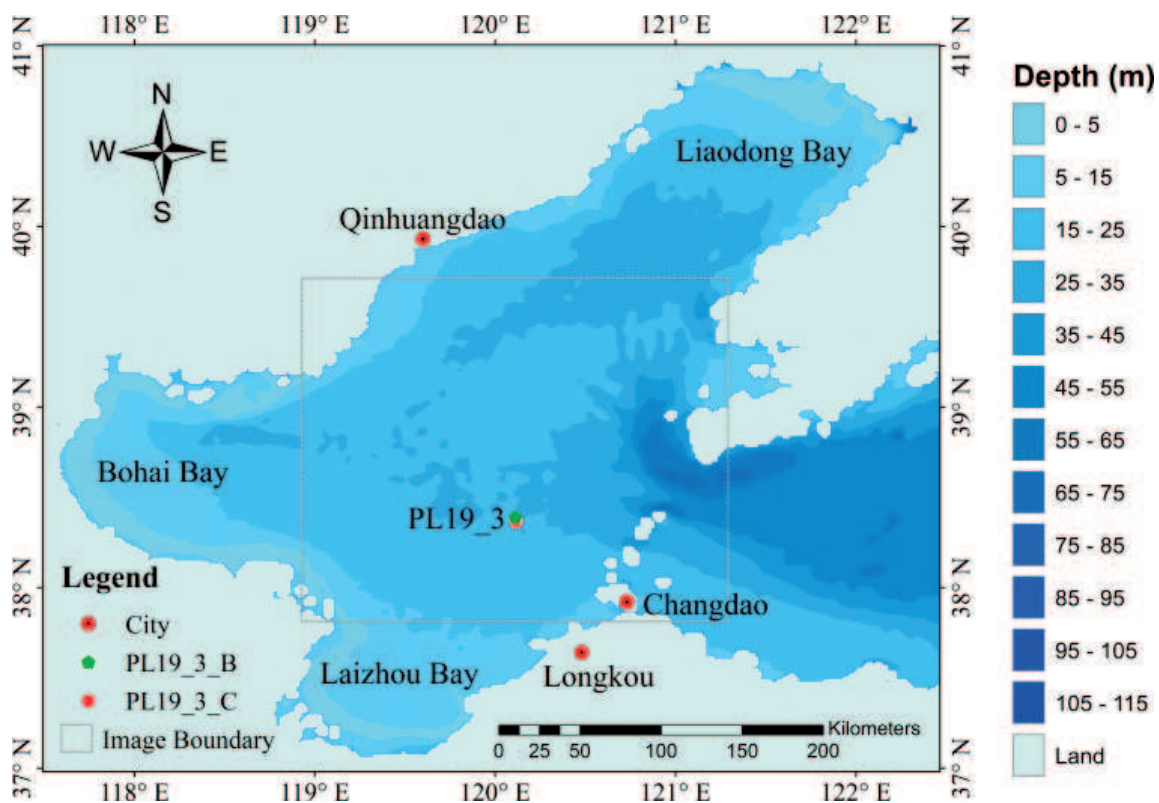 118° E 119° E 120° E 121° E 122° E
41° N 41° N
N
W E
S
Liaodong Bay
Qinhuangdao
40° N 40° N
39° N 39° N
Bohai Bay
PL19_3
38° N 38° N
Changdao
Longkou
Laizhou Bay
Legend
City
PL19_3_B
PL19_3_C
Image Boundary
Kilometers
0 25 50 100 150 200
37° N 37° N
118° E 119° E 120° E 121° E 122° E
Depth (m)
0 - 5
5 - 15
15 - 25
25 - 35
35 - 45
45 - 55
55 - 65
65 - 75
75 - 85
85 - 95
95 - 105
105 - 115
Land